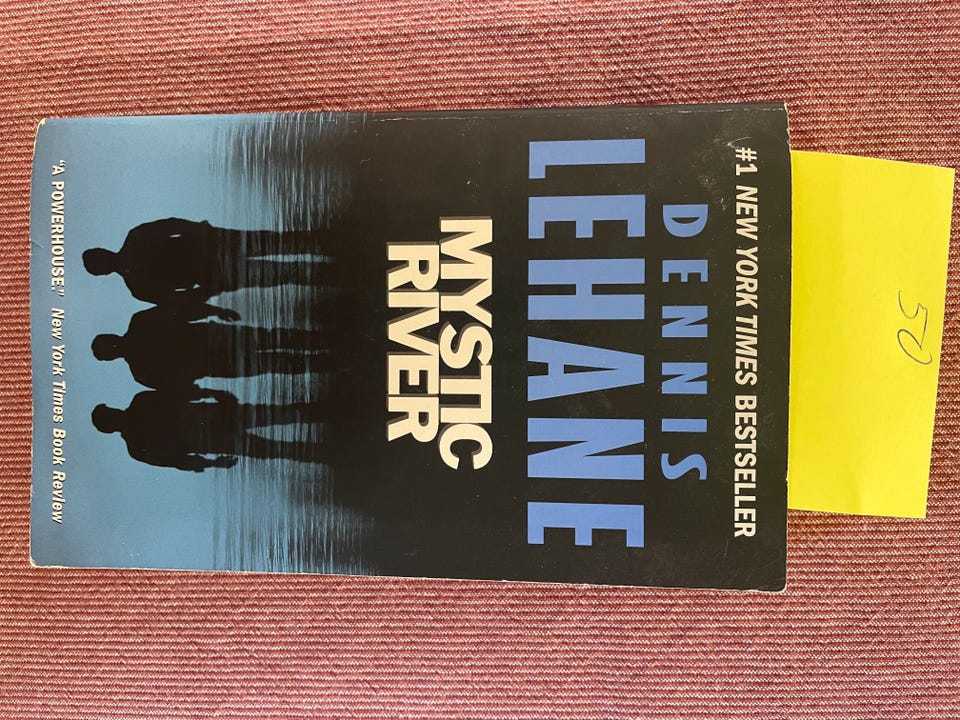 50
#1 NEW YORK TIMES BESTSELLER
DENNIS
LEHANE
MYSTIC
RIVER
"A POWERHOUSE." New York Times Book Review